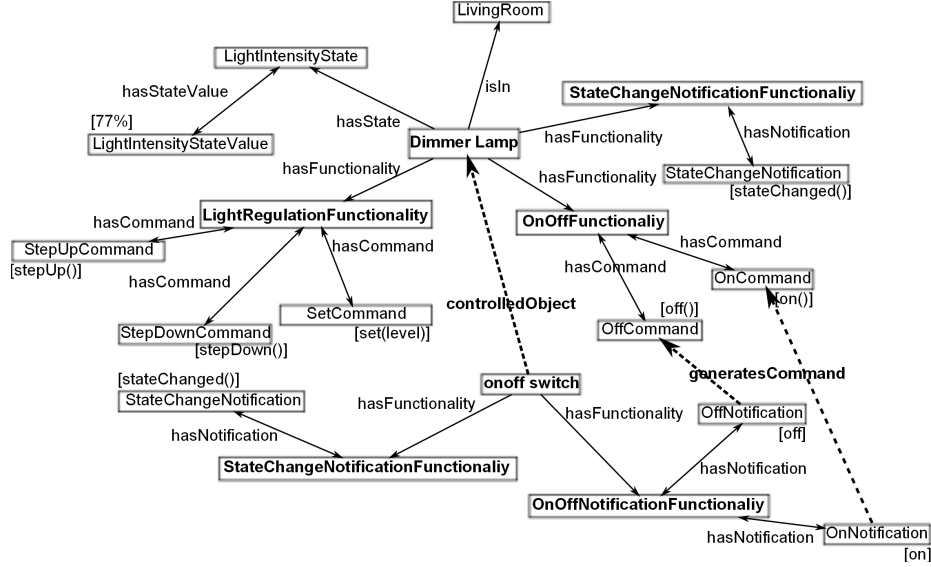 LivingRoom
LightIntensityState
isIn
hasStateValue
StateChangeNotificationFunctionaliy
[77%]
hasState
hasNotification
LightIntensityStateValue
Dimmer Lamp
hasFunctionality
hasFunctionality
hasFunctionality
StateChangeNotification
[stateChanged()]
LightRegulationFunctionality
hasCommand
OnOffFunctionaliy
StepUpCommand
hasCommand
hasCommand
[stepUp()]
hasCommand
hasCommand
OnCommand
[on()]
controlledObject
SetCommand
[off()]
StepDownCommand
[set(level)]
OffCommand
[stepDown()]
generatesCommand
[stateChanged()]
onoff switch
StateChangeNotification
hasFunctionality
hasFunctionality
OffNotification
[off]
hasNotification
StateChangeNotificationFunctionaliy
hasNotification
OnOffNotificationFunctionaliy
hasNotification
OnNotification
[on]